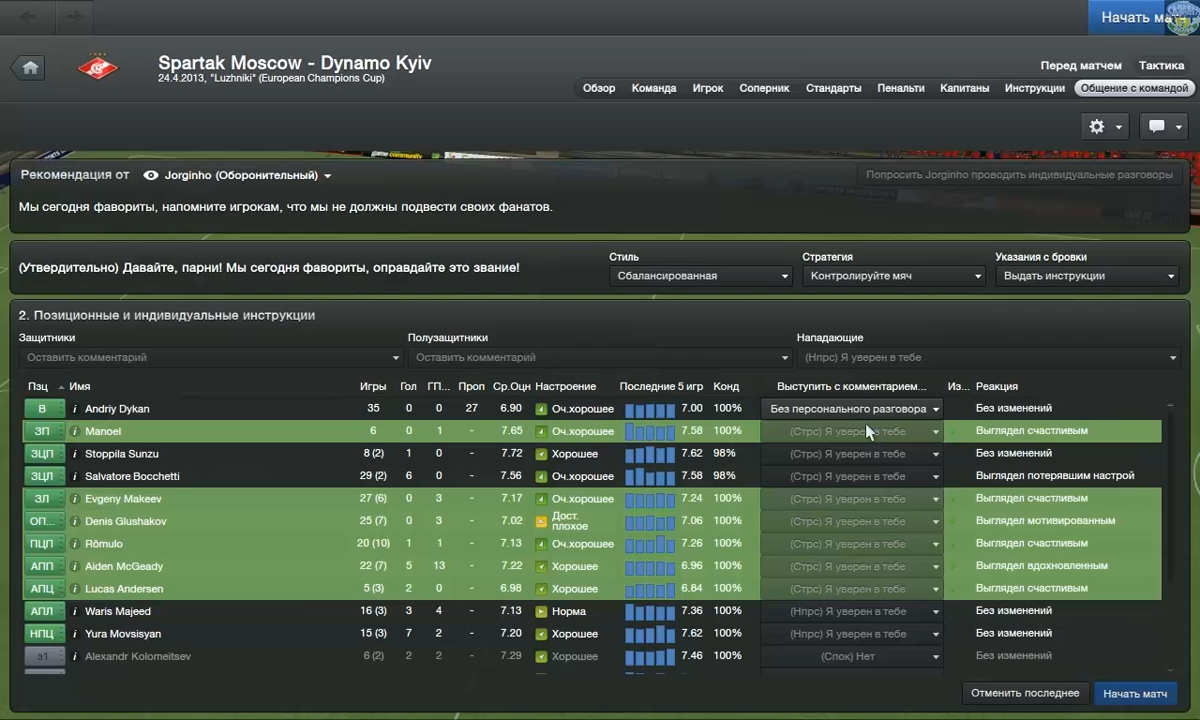 Начать мат
Spartak Moscow - Dynamo Kyiv
24.4.2013, "Luzhniki" (European Champions Cup)
Перед матчем Тактика
Обзор Команда Игрок Соперник Стандарты Пенальти Капитаны Инструкции Общение с командой
Рекомендация от Jorginho (Оборонительный) Попросить Jorginho проводить индивидуальные разговоры
Мы сегодня фавориты, напомните игрокам, что мы не должны подвести своих фанатов.
(Утвердительно) Давайте, парни! Мы сегодня фавориты, оправдайте это звание!
Стиль Стратегия Указания с бровки
Сбалансированная Контролируйте мяч Выдать инструкции
2. Позиционные и индивидуальные инструкции
Защитники Полузащитники Нападающие
Оставить комментарий Оставить комментарий (Нпрс) Я уверен в тебе
Пзц Имя Игры Гол ГП... Проп Ср.Оцн Настроение Последние 5 игр Конд Выступить с комментарием... Из... Реакция
В i Andriy Dykan 35 0 0 27 6.90 Оч.хорошее 7.00 100% Без персонального разговора Без изменений
ЗП i Manoel 6 0 1 - 7.65 Оч.хорошее 7.58 100% (Стрс) Я уверен в тебе Выглядел счастливым
ЗЦП i Stoppila Sunzu 8 (2) 1 0 - 7.72 Хорошее 7.62 98% (Стрс) Я уверен в тебе Без изменений
ЗЦЛ i Salvatore Bocchetti 29 (2) 6 0 - 7.56 Оч.хорошее 7.58 98% (Стрс) Я уверен в тебе Выглядел потерявшим настрой
ЗЛ i Evgeny Makeev 27 (6) 0 3 - 7.17 Оч.хорошее 7.24 100% (Стрс) Я уверен в тебе Выглядел счастливым
ОП... i Denis Glushakov 25 (7) 0 3 - 7.02 Дост. плохое 7.06 100% (Стрс) Я уверен в тебе Выглядел мотивированным
ПЦП i Rômulo 20 (10) 1 1 - 7.13 Оч.хорошее 7.26 100% (Стрс) Я уверен в тебе Выглядел счастливым
АПП i Aiden McGeady 22 (7) 5 13 - 7.22 Хорошее 6.96 100% (Стрс) Я уверен в тебе Выглядел вдохновленным
АПЦ i Lucas Andersen 5 (3) 2 0 - 6.98 Хорошее 6.84 100% (Стрс) Я уверен в тебе Выглядел счастливым
АПЛ i Waris Majeed 16 (3) 3 4 - 7.13 Норма 7.36 100% (Нпрс) Я уверен в тебе Без изменений
НПЦ i Yura Movsisyan 15 (3) 7 2 - 7.20 Хорошее 7.62 100% (Нпрс) Я уверен в тебе Без изменений
з1 i Alexandr Kolomeitsev 6 (2) 2 2 - 7.29 Хорошее 7.46 100% (Спок) Нет Без изменений
Отменить последнее Начать матч